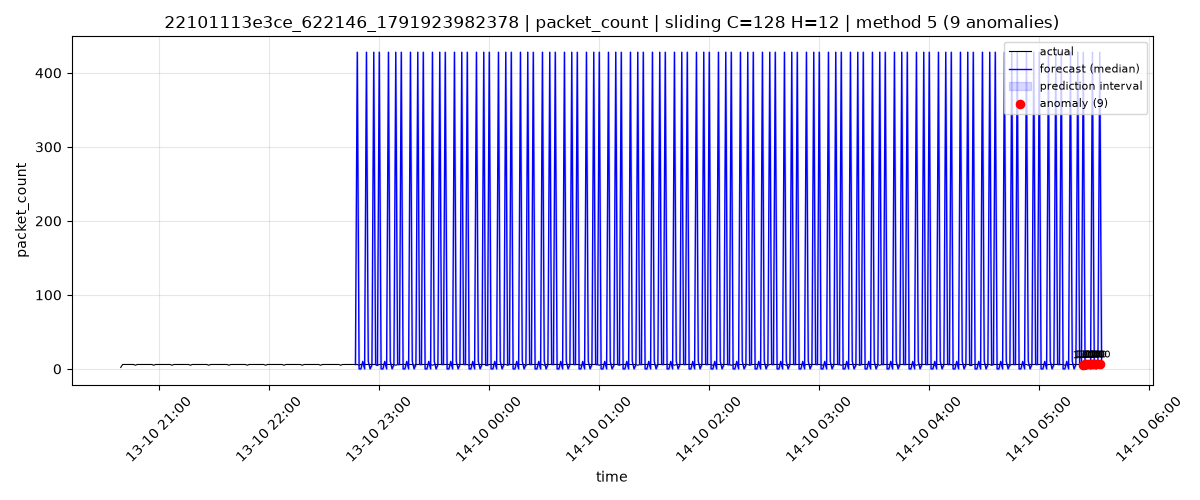 22101113e3ce_622146_1791923982378 | packet_count | sliding C=128 H=12 | method 5 (9 anomalies)
actual
forecast (median)
prediction interval
anomaly (9)
packet_count
400
300
200
100
0
13-10 21:00
13-10 22:00
13-10 23:00
14-10 00:00
14-10 01:00
14-10 02:00
14-10 03:00
14-10 04:00
14-10 05:00
14-10 06:00
time